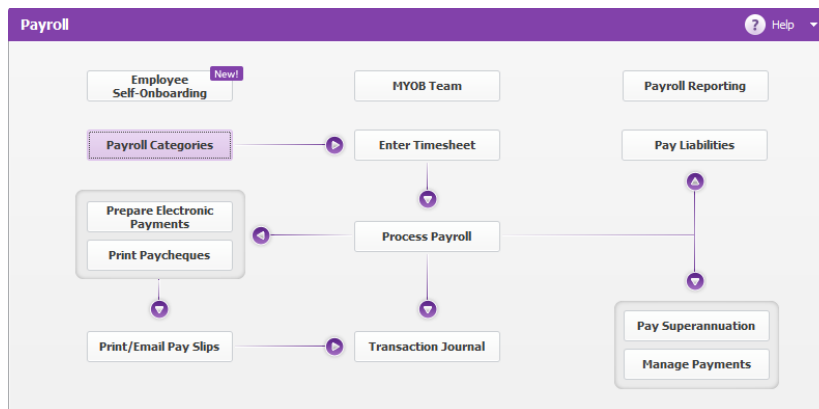 Payroll
? Help
Employee
Self-Onboarding
New!
MYOB Team
Payroll Reporting
Payroll Categories
Enter Timesheet
Pay Liabilities
Prepare Electronic
Payments
Print Paycheques
Process Payroll
Pay Superannuation
Manage Payments
Print/Email Pay Slips
Transaction Journal